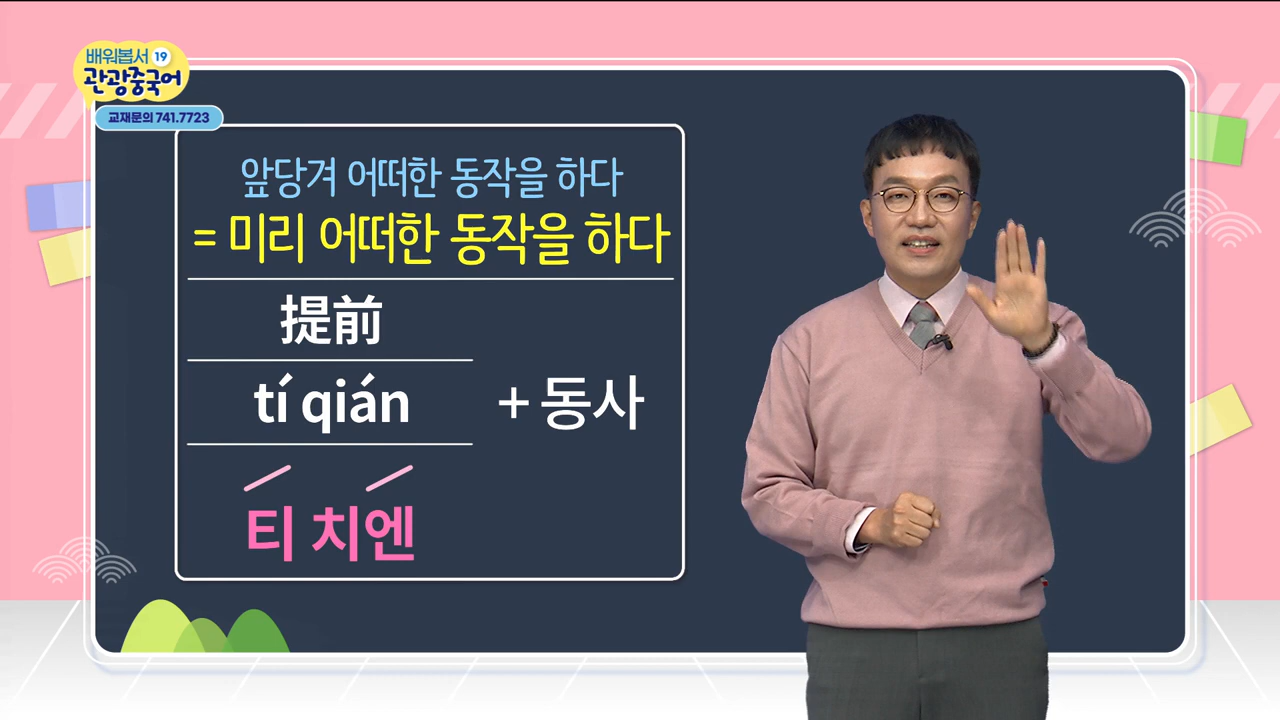 배워봅서 19
관광중국어
교재문의 741.7723
앞당겨 어떠한 동작을 하다
= 미리 어떠한 동작을 하다
提前
tí qián
+ 동사
티 치엔